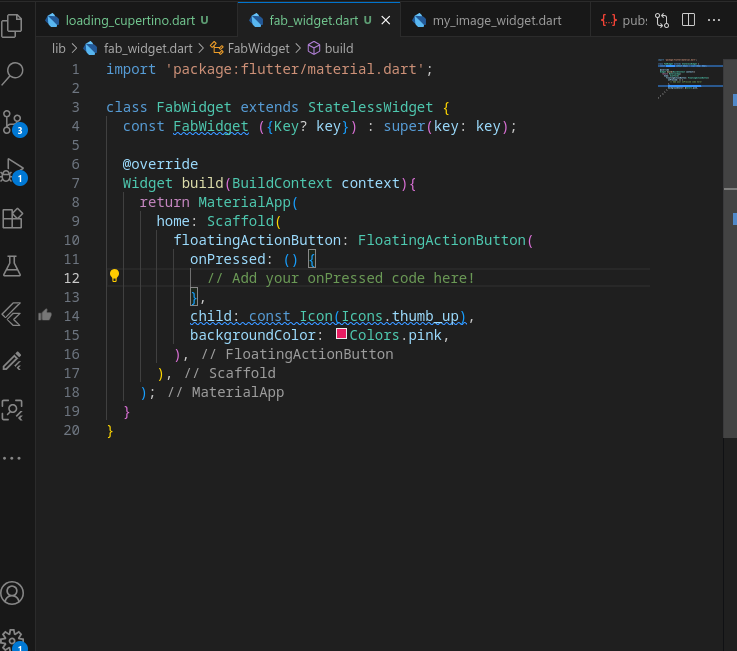 loading_cupertino.dart U fab_widget.dart U my_image_widget.dart pubs
lib > fab_widget.dart > FabWidget > build
1 import 'package:flutter/material.dart';
2
3 class FabWidget extends StatelessWidget {
4 const FabWidget ({Key? key}) : super(key: key);
5
6 @override
7 Widget build(BuildContext context){
8 return MaterialApp(
9 home: Scaffold(
10 floatingActionButton: FloatingActionButton(
11 onPressed: () {
12 // Add your onPressed code here!
13 },
14 child: const Icon(Icons.thumb_up),
15 backgroundColor: Colors.pink,
16 ), // FloatingActionButton
17 ), // Scaffold
18 ); // MaterialApp
19 }
20 }
3
1
1